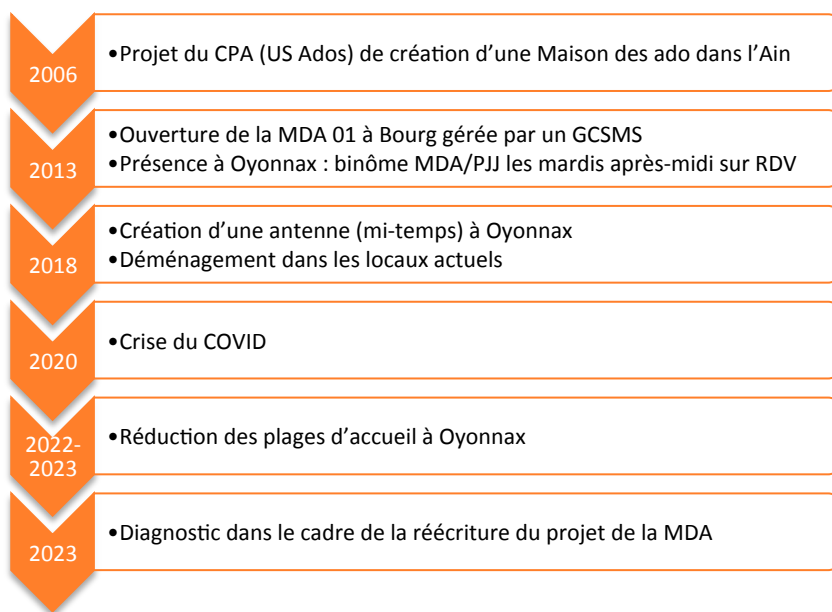 2006
•Projet du CPA (US Ados) de création d’une Maison des ado dans l’Ain
2013
•Ouverture de la MDA 01 à Bourg gérée par un GCSMS
•Présence à Oyonnax : binôme MDA/PJJ les mardis après-midi sur RDV
2018
•Création d’une antenne (mi-temps) à Oyonnax
•Déménagement dans les locaux actuels
2020
•Crise du COVID
2022-
2023
•Réduction des plages d’accueil à Oyonnax
2023
•Diagnostic dans le cadre de la réécriture du projet de la MDA